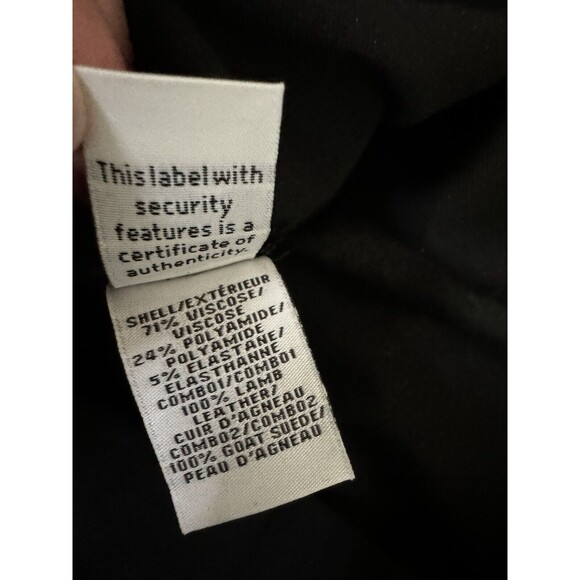 This label with
security
features is a
certificate of
authenticity.
SHELL/EXTÉRIEUR
71% VISCOSE/
VISCOSE
24% POLYAMIDE/
POLYAMIDE
5% ELASTANE/
ELASTHANNE
COMBO1/COMBO1
100% LAMB
LEATHER/
CUIR D'AGNEAU
COMBO2/COMBO2
100% GOAT SUEDE/
PEAU D'AGNEAU